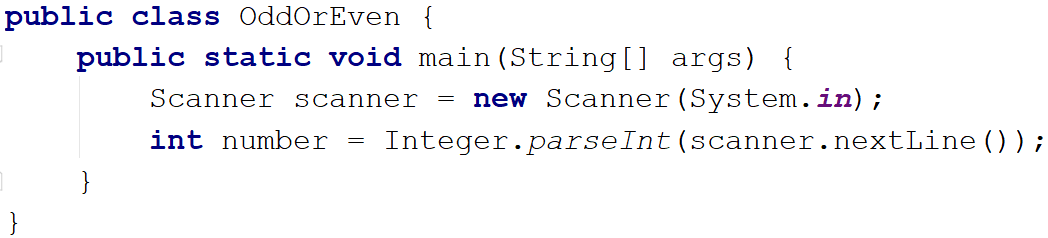 public class OddOrEven {
    public static void main(String[] args) {
        Scanner scanner = new Scanner(System.in);
        int number = Integer.parseInt(scanner.nextLine());
    }
}